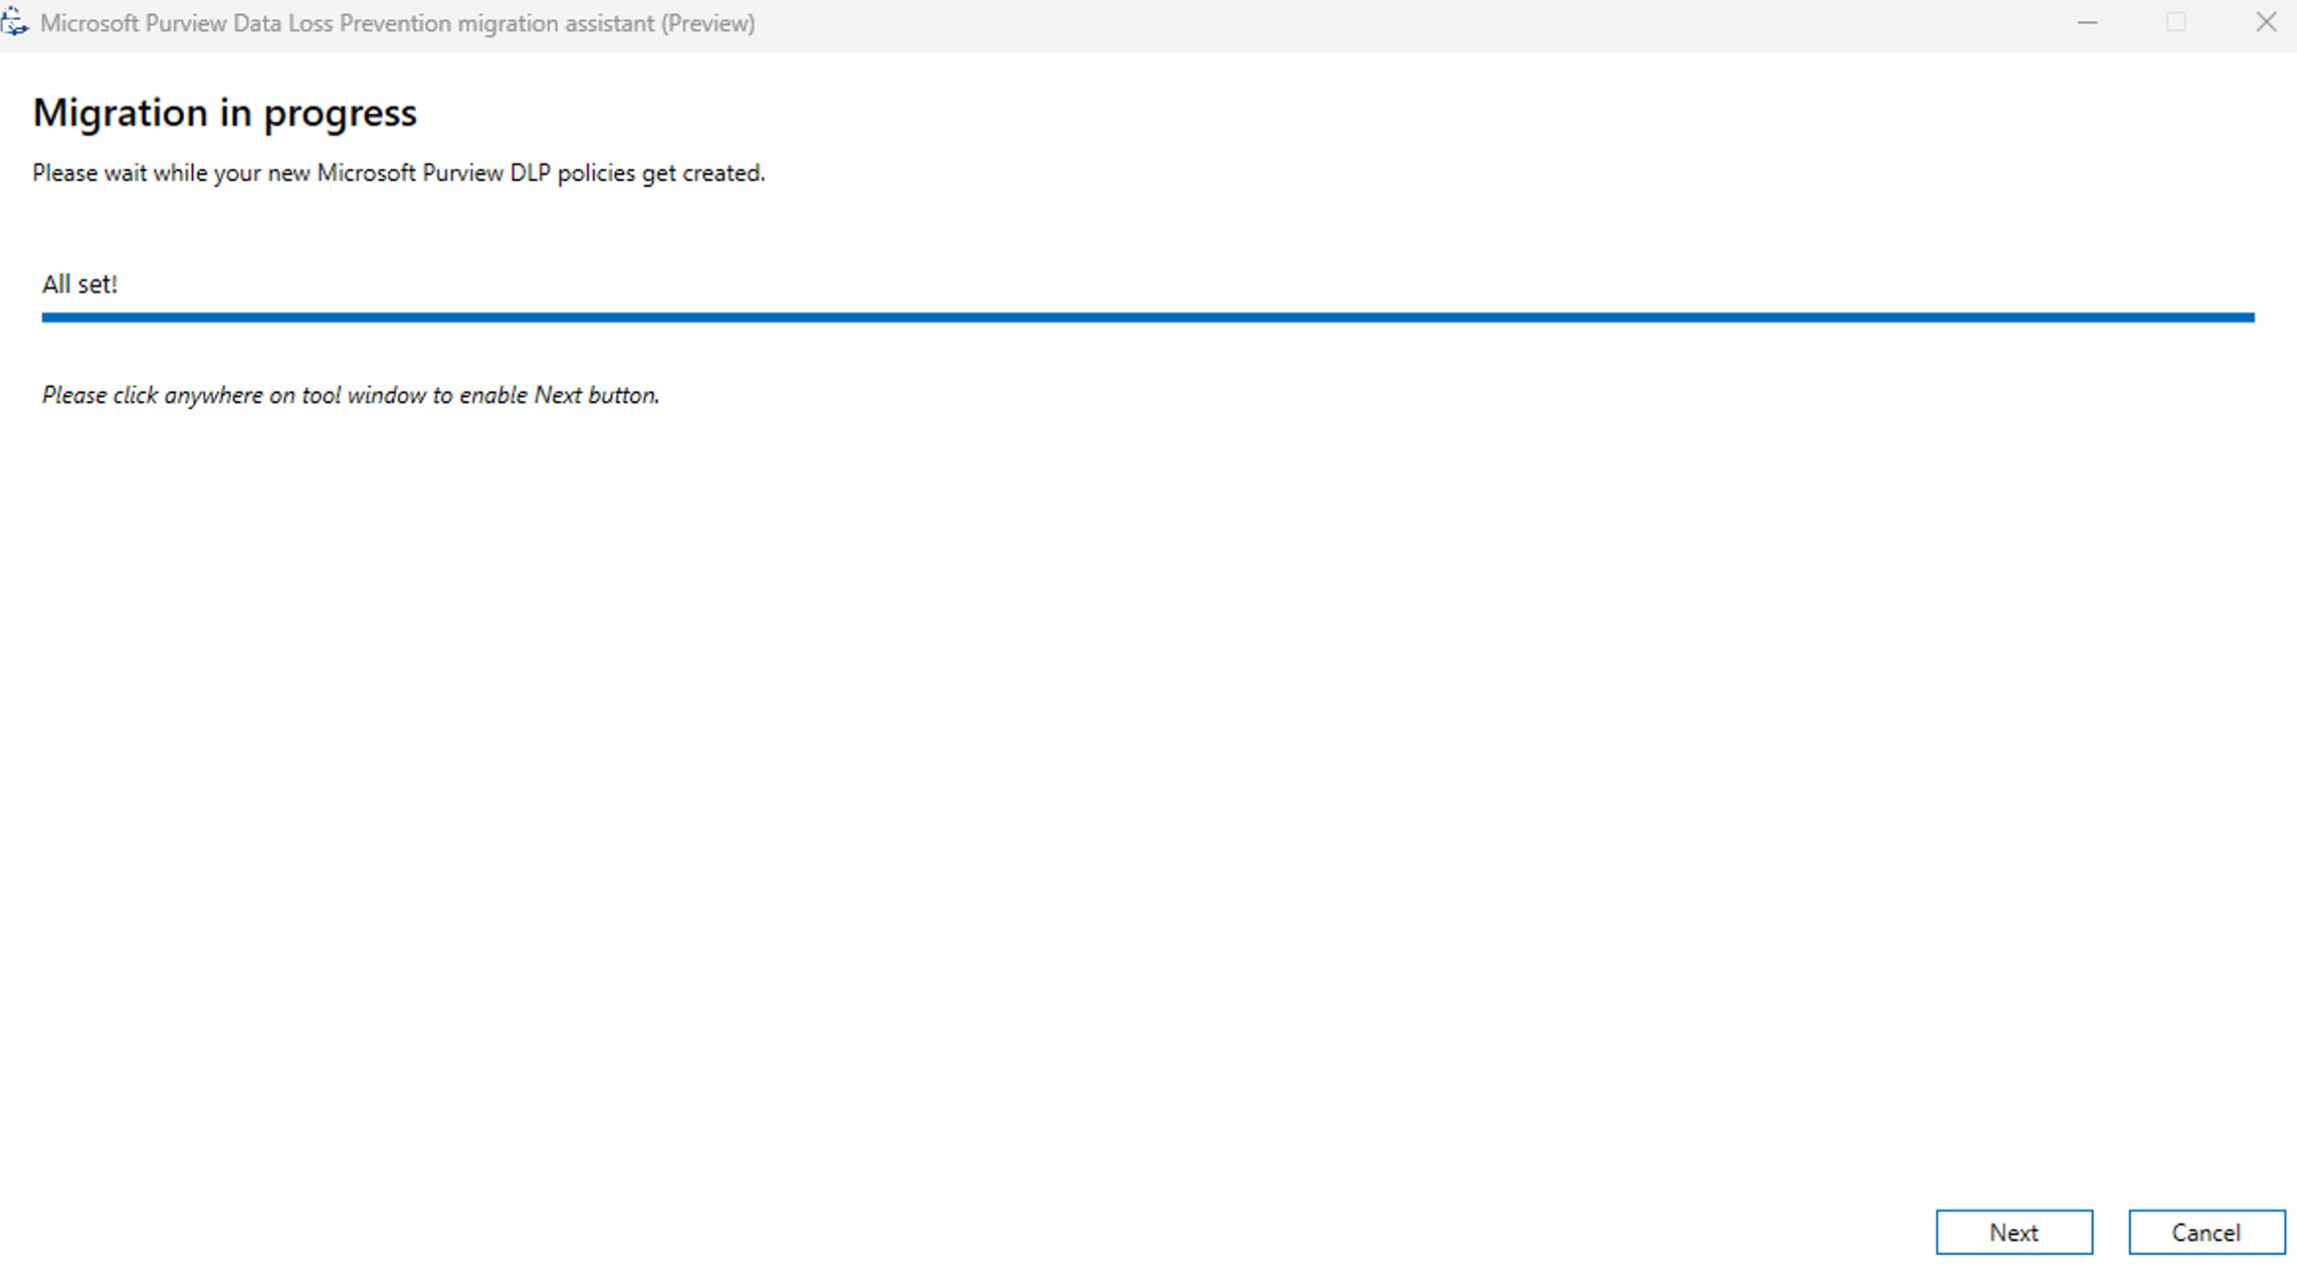 Microsoft Purview Data Loss Prevention migration assistant (Preview)
Migration in progress
Please wait while your new Microsoft Purview DLP policies get created.
All set!
Please click anywhere on tool window to enable Next button.
Next
Cancel